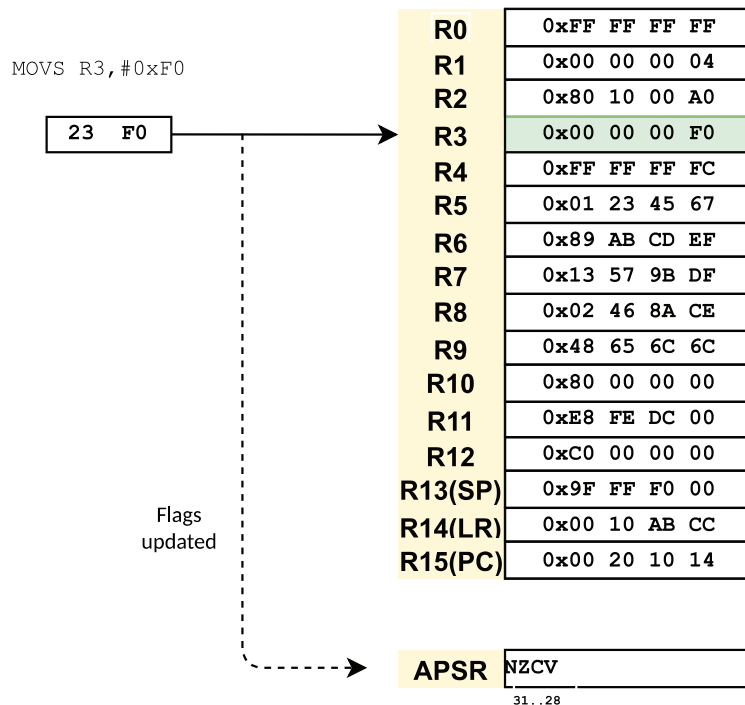 R0 0xFF FF FF FF
MOVS R3,#0xF0
R1 0x00 00 00 04
R2 0x80 10 00 A0
23 F0
R3 0x00 00 00 F0
R4 0xFF FF FF FC
R5 0x01 23 45 67
R6 0x89 AB CD EF
R7 0x13 57 9B DF
R8 0x02 46 8A CE
R9 0x48 65 6C 6C
R10 0x80 00 00 00
R11 0xE8 FE DC 00
R12 0xC0 00 00 00
R13(SP) 0x9F FF F0 00
Flags
updated
R14(LR) 0x00 10 AB CC
R15(PC) 0x00 20 10 14
APSR NZCV
31..28